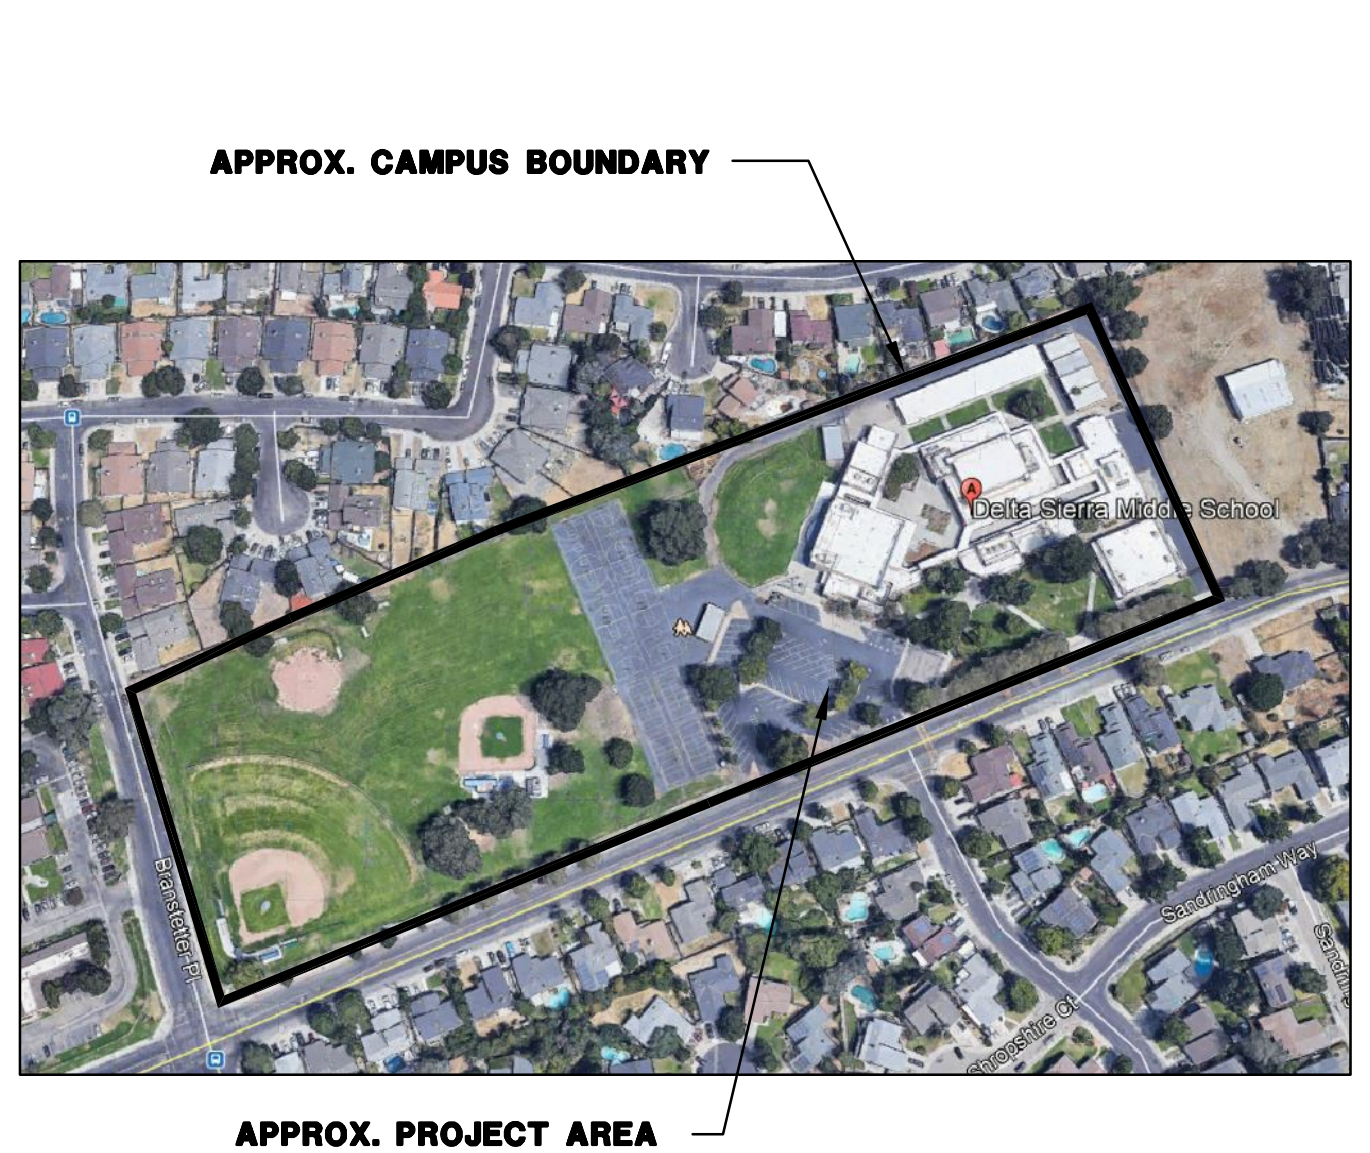 APPROX. CAMPUS BOUNDARY
A
Delta Sierra Middle School
Branstetter Pl
Sandringham Way
Shropshire Ct
APPROX. PROJECT AREA